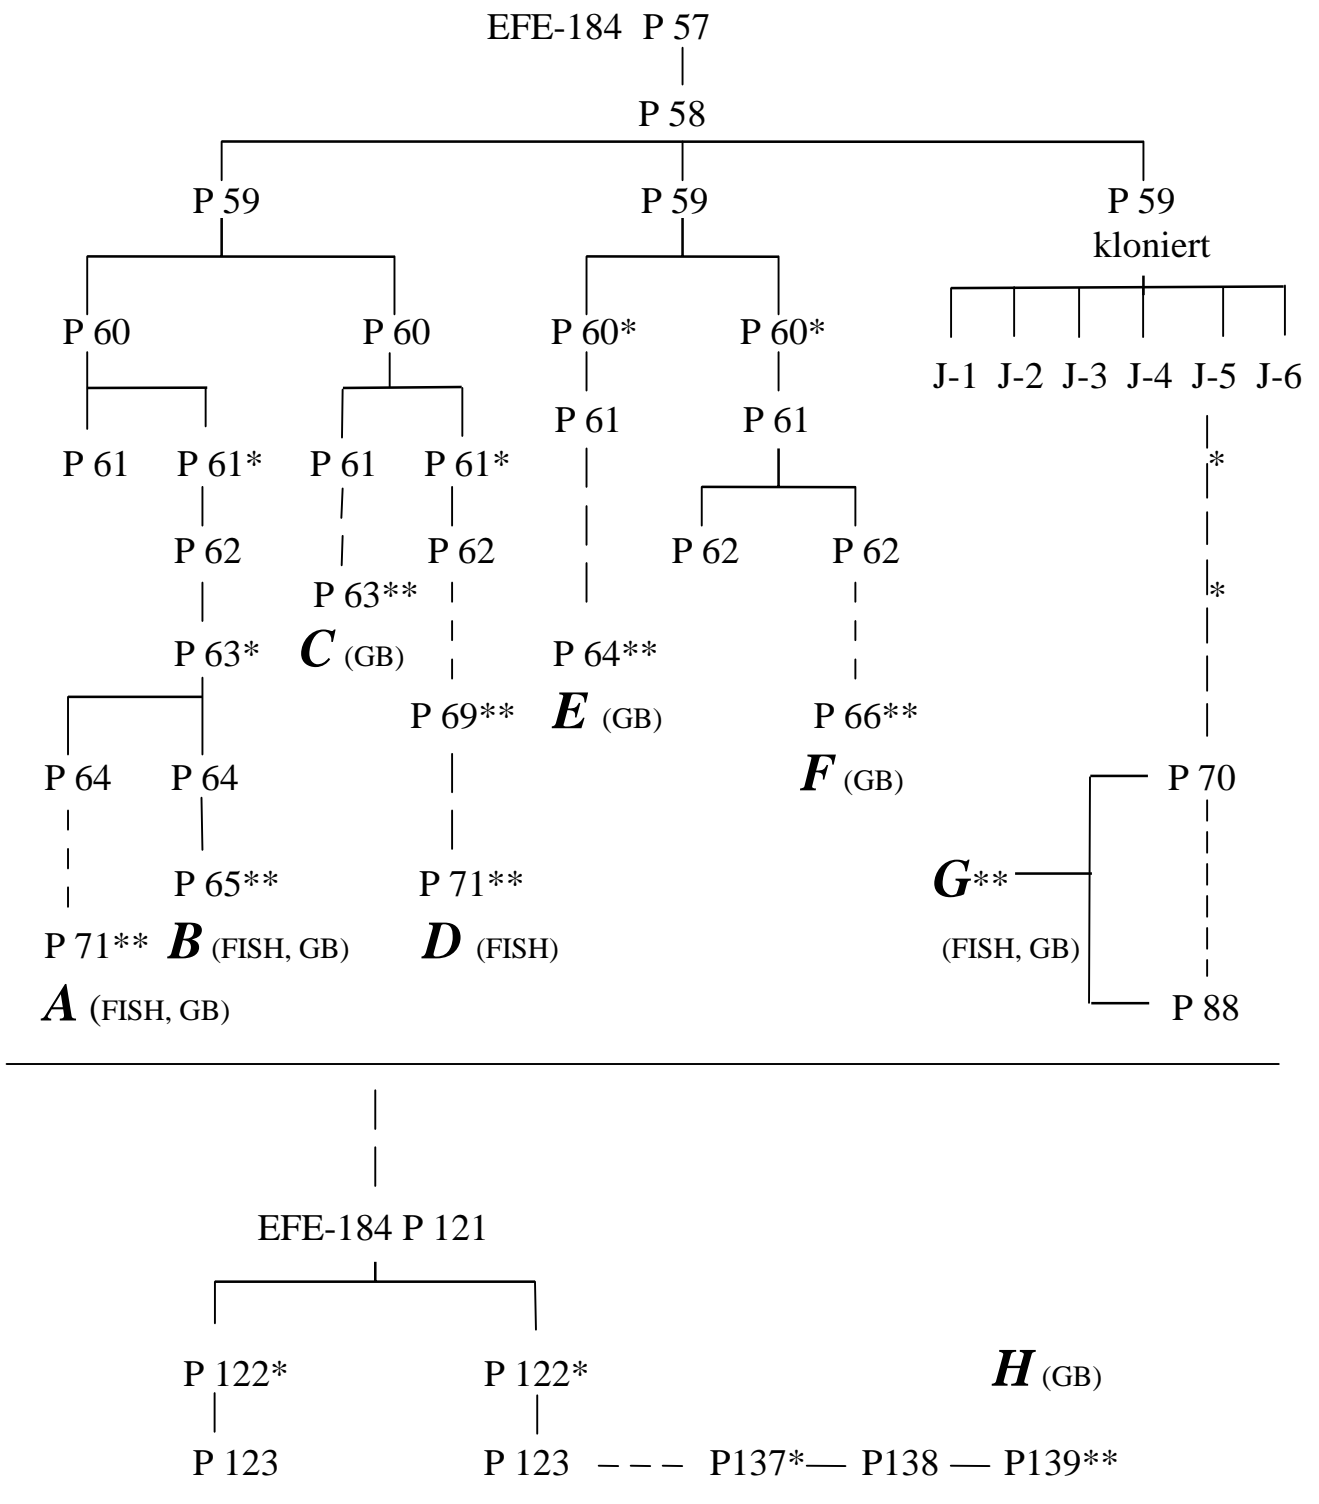 EFE-184 P 57
P 58
P 59 P 59 P 59
kloniert
P 60 P 60 P 60* P 60*
J-1 J-2 J-3 J-4 J-5 J-6
P 61 P 61
P 61 P 61* P 61 P 61* *
P 62 P 62 P 62 P 62
P 63** *
P 63* C (GB) P 64**
P 69** E (GB) P 66**
P 64 P 64 F (GB) P 70
P 65** P 71** G**
P 71** B (FISH, GB) D (FISH) (FISH, GB)
A (FISH, GB) P 88
EFE-184 P 121
P 122* P 122* H (GB)
P 123 P 123 P137* P138 P139**